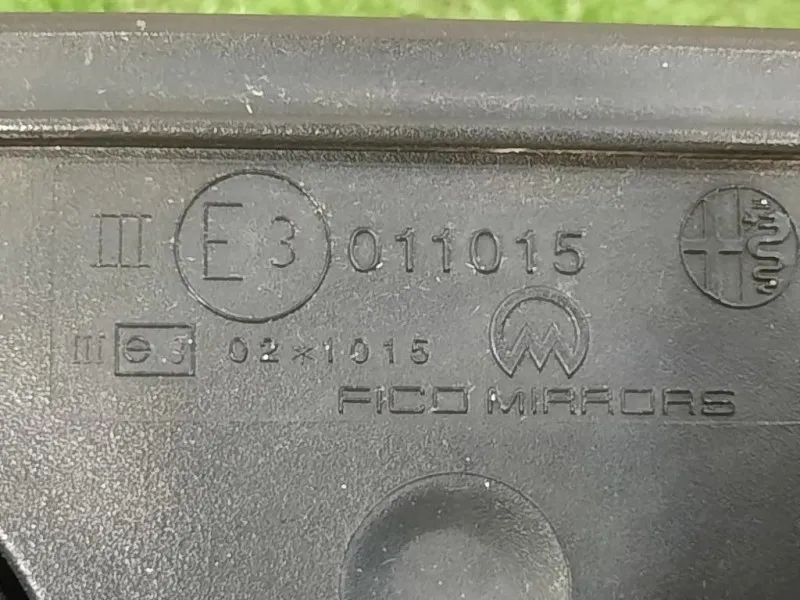 III E3 011015
III e3 02*1015
FICO MIRRORS